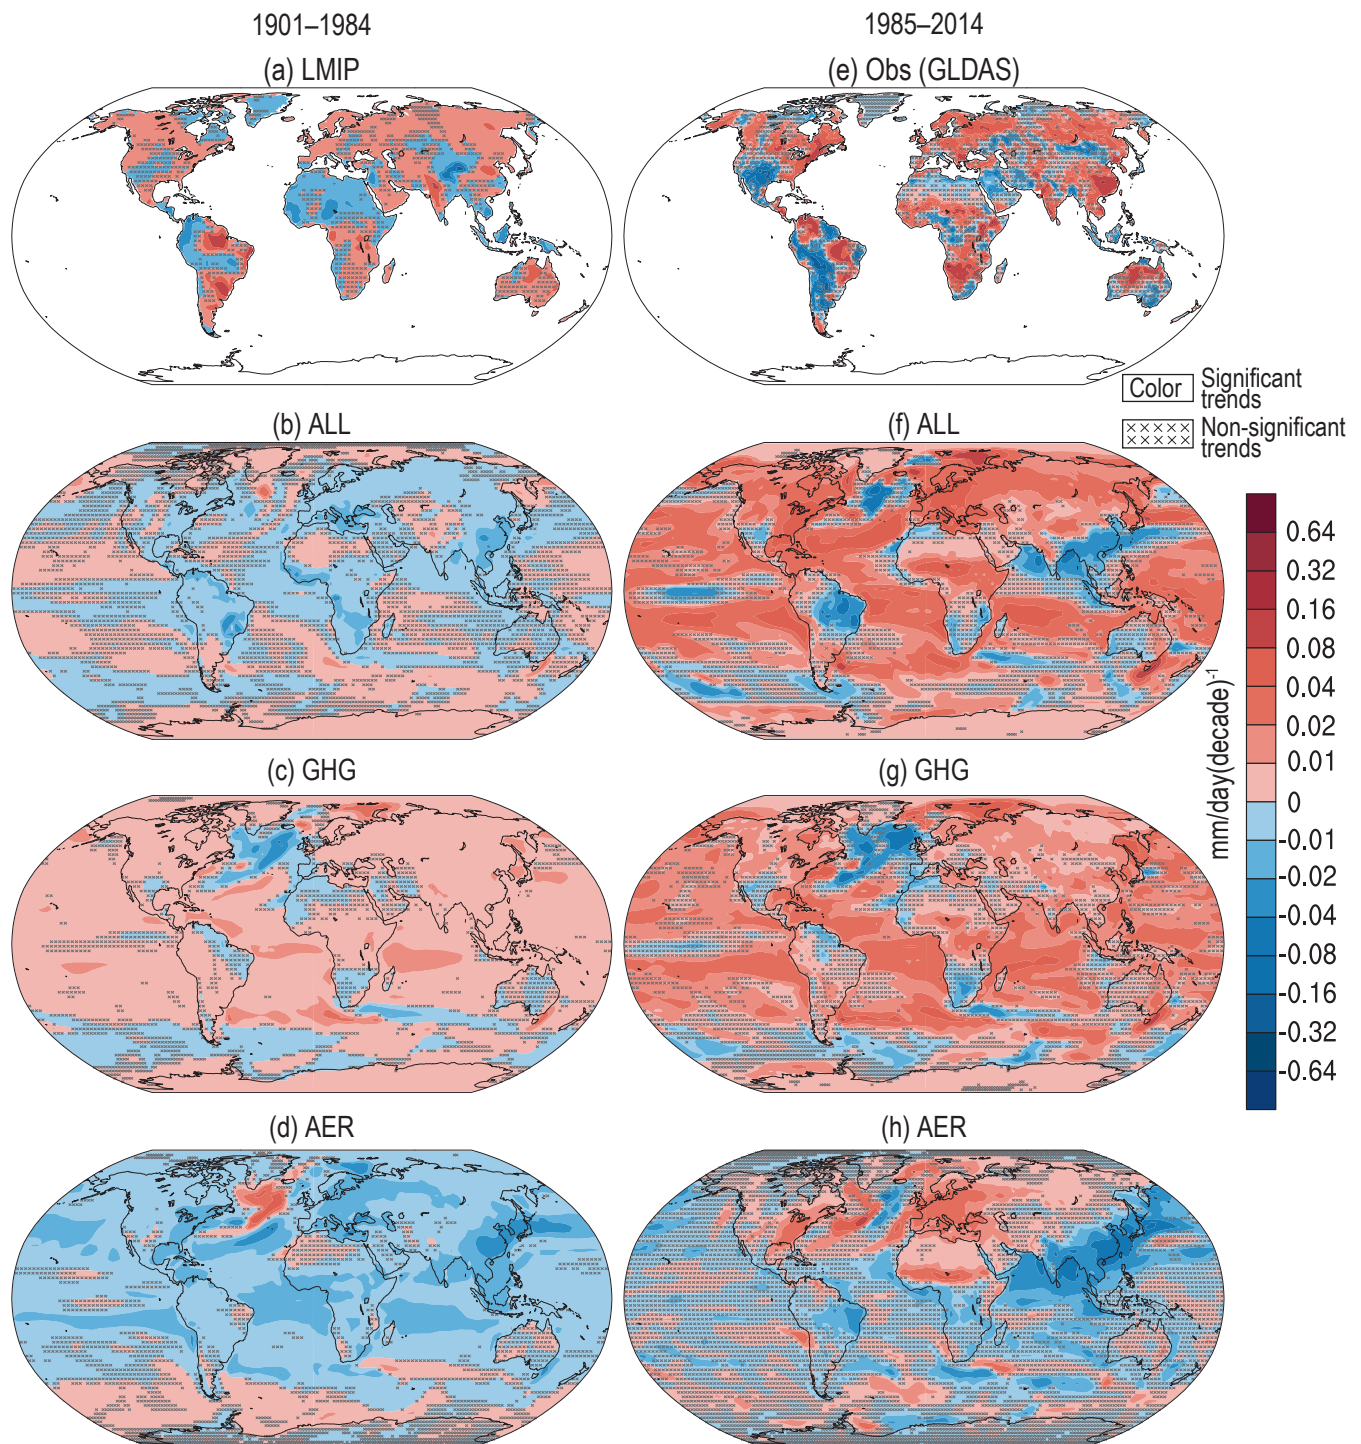 1901–1984
1985–2014
(a) LMIP
(e) Obs (GLDAS)
Color
Significant
trends
Non-significant
trends
(b) ALL
(f) ALL
(c) GHG
(g) GHG
(d) AER
(h) AER
mm/day(decade)⁻¹
0.64
0.32
0.16
0.08
0.04
0.02
0.01
0
-0.01
-0.02
-0.04
-0.08
-0.16
-0.32
-0.64